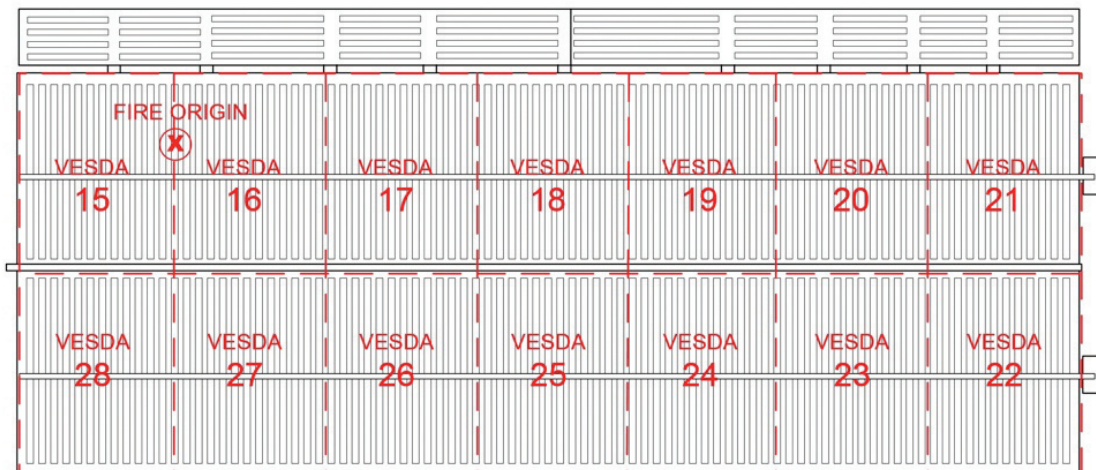 FIRE ORIGIN
X
VESDA VESDA VESDA VESDA VESDA VESDA VESDA
15 16 17 18 19 20 21
VESDA VESDA VESDA VESDA VESDA VESDA VESDA
28 27 26 25 24 23 22